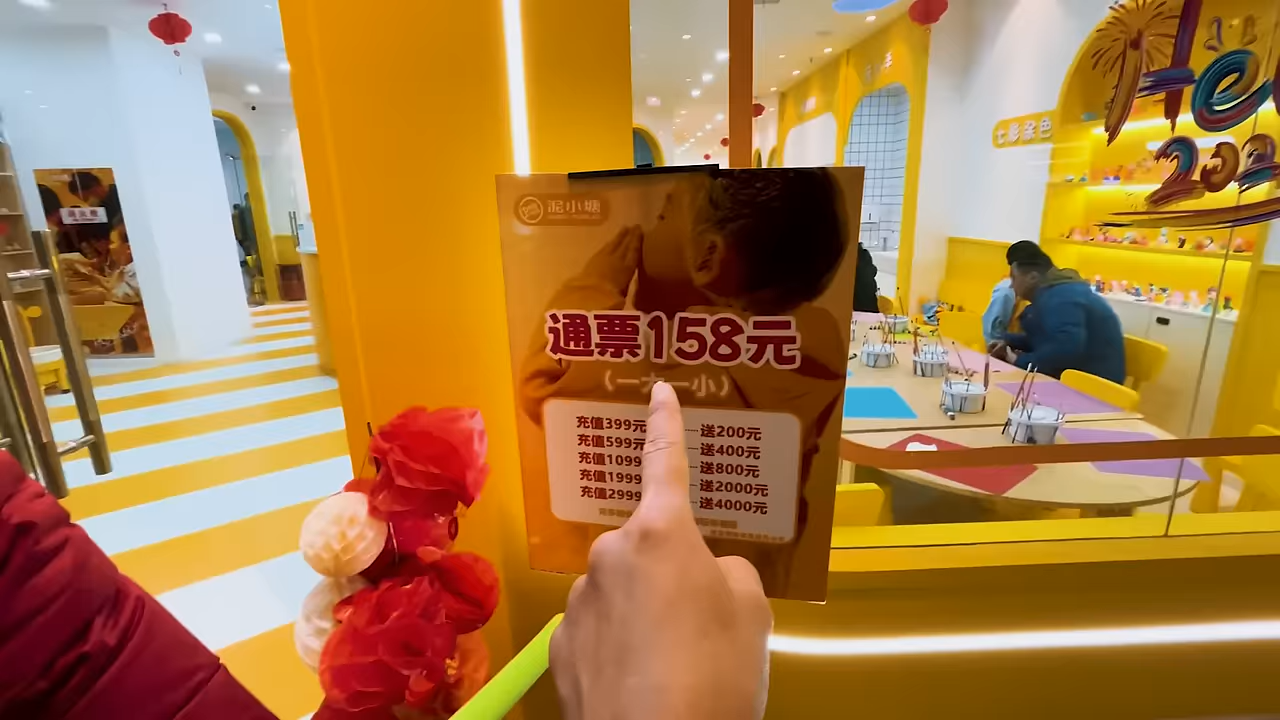 泥小塘
通票158元
(一大一小)
充值399元 送200元
充值599元 送400元
充值1099 送800元
充值1999 送2000元
充值2999 送4000元
七彩染色
Hel
202